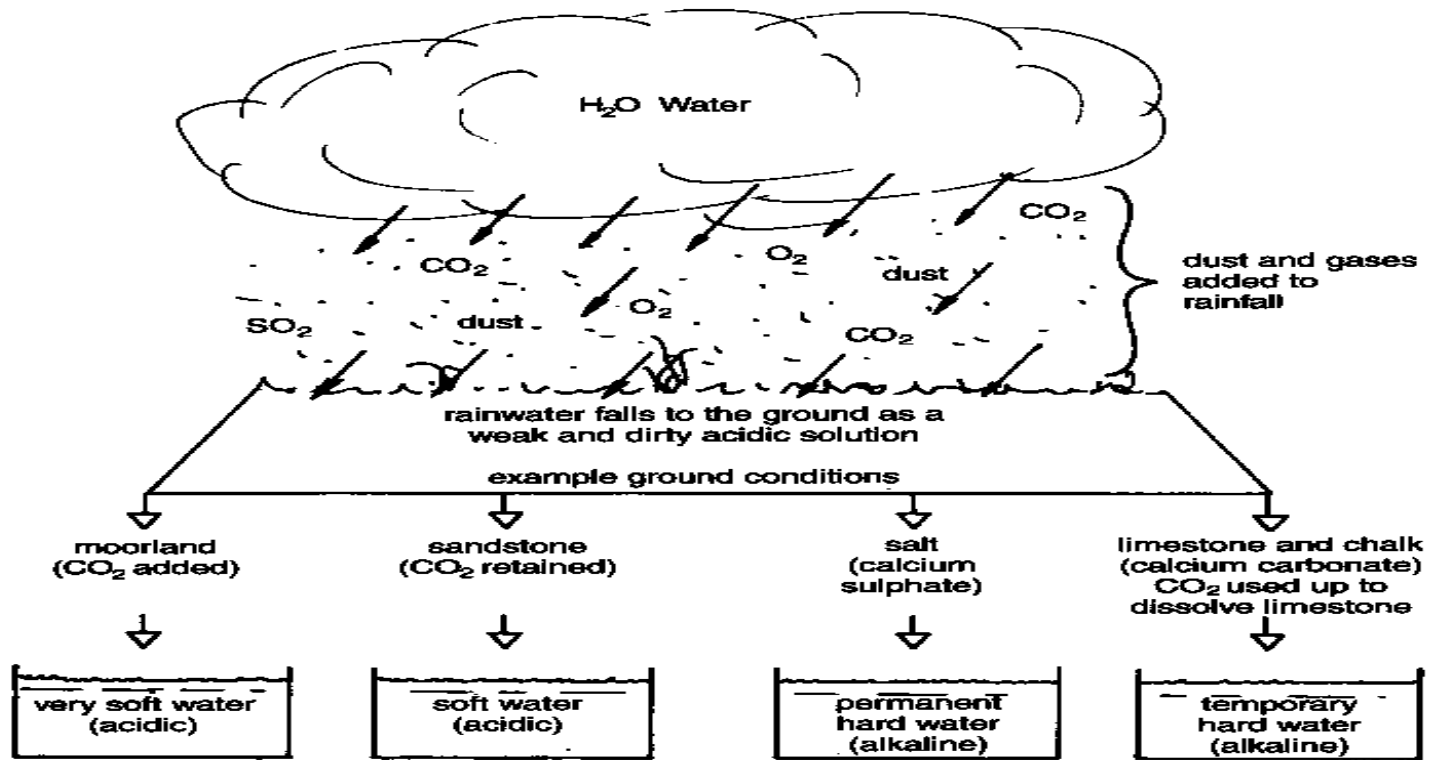 H₂O Water
CO₂
CO₂
O₂
dust
SO₂
dust
O₂
CO₂
dust and gases
added to
rainfall
rainwater falls to the ground as a
weak and dirty acidic solution
example ground conditions
moorland
(CO₂ added)
sandstone
(CO₂ retained)
salt
(calcium
sulphate)
limestone and chalk
(calcium carbonate)
CO₂ used up to
dissolve limestone
very soft water
(acidic)
soft water
(acidic)
permanent
hard water
(alkaline)
temporary
hard water
(alkaline)